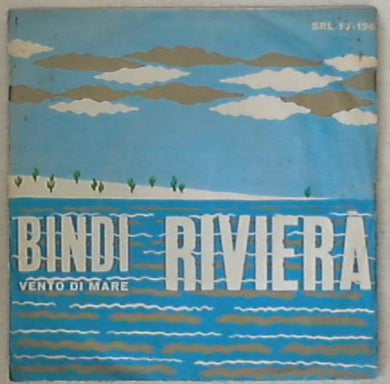 SRL 10-196
BINDI RIVIERA
VENTO DI MARE